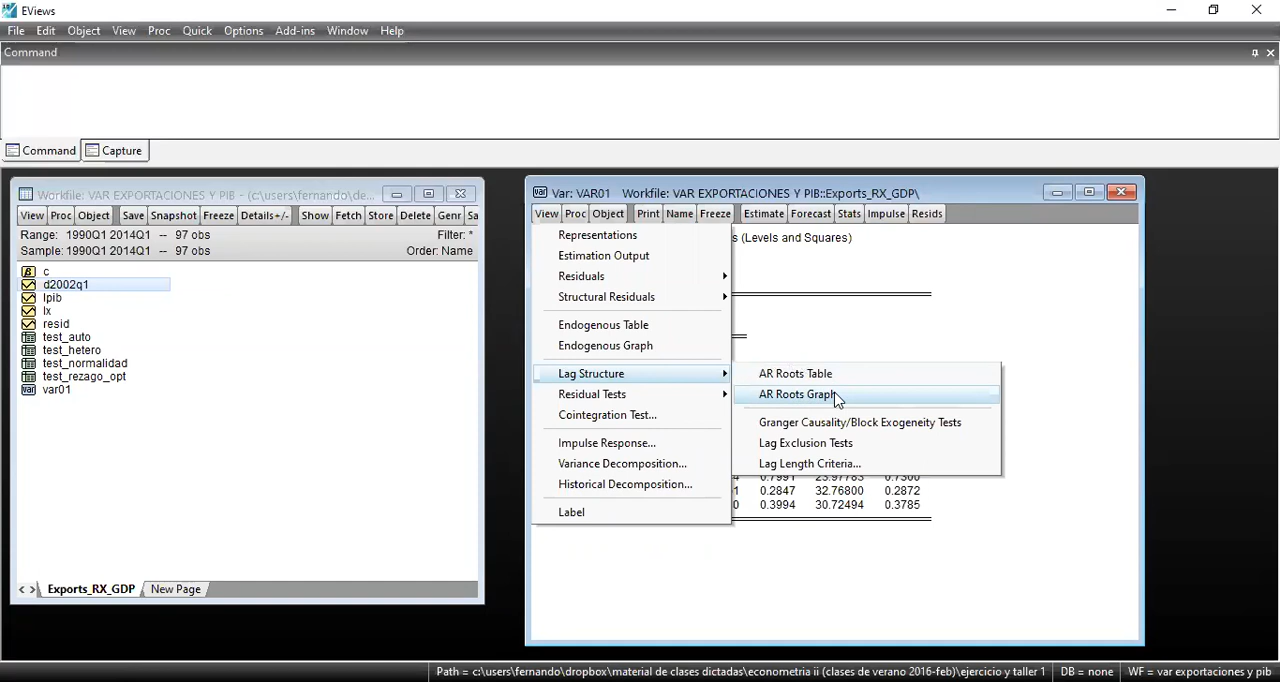 EViews
File Edit Object View Proc Quick Options Add-ins Window Help
Command
Command Capture
Workfile: VAR EXPORTACIONES Y PIB - (c:\users\fernando\de...
View Proc Object Save Snapshot Freeze Details+/- Show Fetch Store Delete Genr Sa
Range: 1990Q1 2014Q1 -- 97 obs Filter: *
Sample: 1990Q1 2014Q1 -- 97 obs Order: Name
c
d2002q1
lpib
lx
resid
test_auto
test_hetero
test_normalidad
test_rezago_opt
var01
Exports_RX_GDP New Page
Var: VAR01 Workfile: VAR EXPORTACIONES Y PIB::Exports_RX_GDP\
View Proc Object Print Name Freeze Estimate Forecast Stats Impulse Resids
s (Levels and Squares)
Representations
Estimation Output
Residuals
Structural Residuals
Endogenous Table
Endogenous Graph
Lag Structure
Residual Tests
Cointegration Test...
Impulse Response...
Variance Decomposition...
Historical Decomposition...
Label
AR Roots Table
AR Roots Graph
Granger Causality/Block Exogeneity Tests
Lag Exclusion Tests
Lag Length Criteria...
1 0.2847 32.76800 0.2872
0 0.3994 30.72494 0.3785
Path = c:\users\fernando\dropbox\material de clases dictadas\econometria ii (clases de verano 2016-feb)\ejercicio y taller 1 DB = none WF = var exportaciones y pib